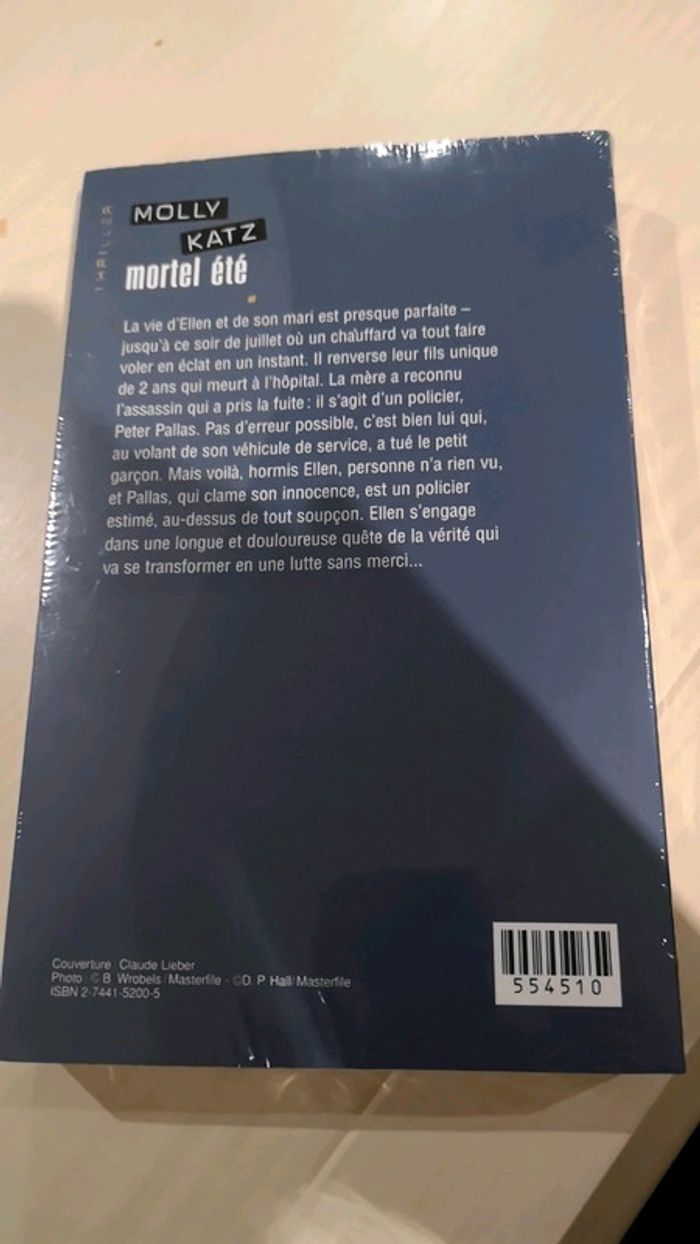 THRILLER
MOLLY
KATZ
mortel été
La vie d'Ellen et de son mari est presque parfaite –
jusqu'à ce soir de juillet où un chauffard va tout faire
voler en éclat en un instant. Il renverse leur fils unique
de 2 ans qui meurt à l'hôpital. La mère a reconnu
l'assassin qui a pris la fuite : il s'agit d'un policier,
Peter Pallas. Pas d'erreur possible, c'est bien lui qui,
au volant de son véhicule de service, a tué le petit
garçon. Mais voilà, hormis Ellen, personne n'a rien vu,
et Pallas, qui clame son innocence, est un policier
estimé, au-dessus de tout soupçon. Ellen s'engage
dans une longue et douloureuse quête de la vérité qui
va se transformer en une lutte sans merci...
Couverture Claude Lieber
Photo © B Wrobels / Masterfile - ©D. P Hall / Masterfile
ISBN 2-7441-5200-5
554510